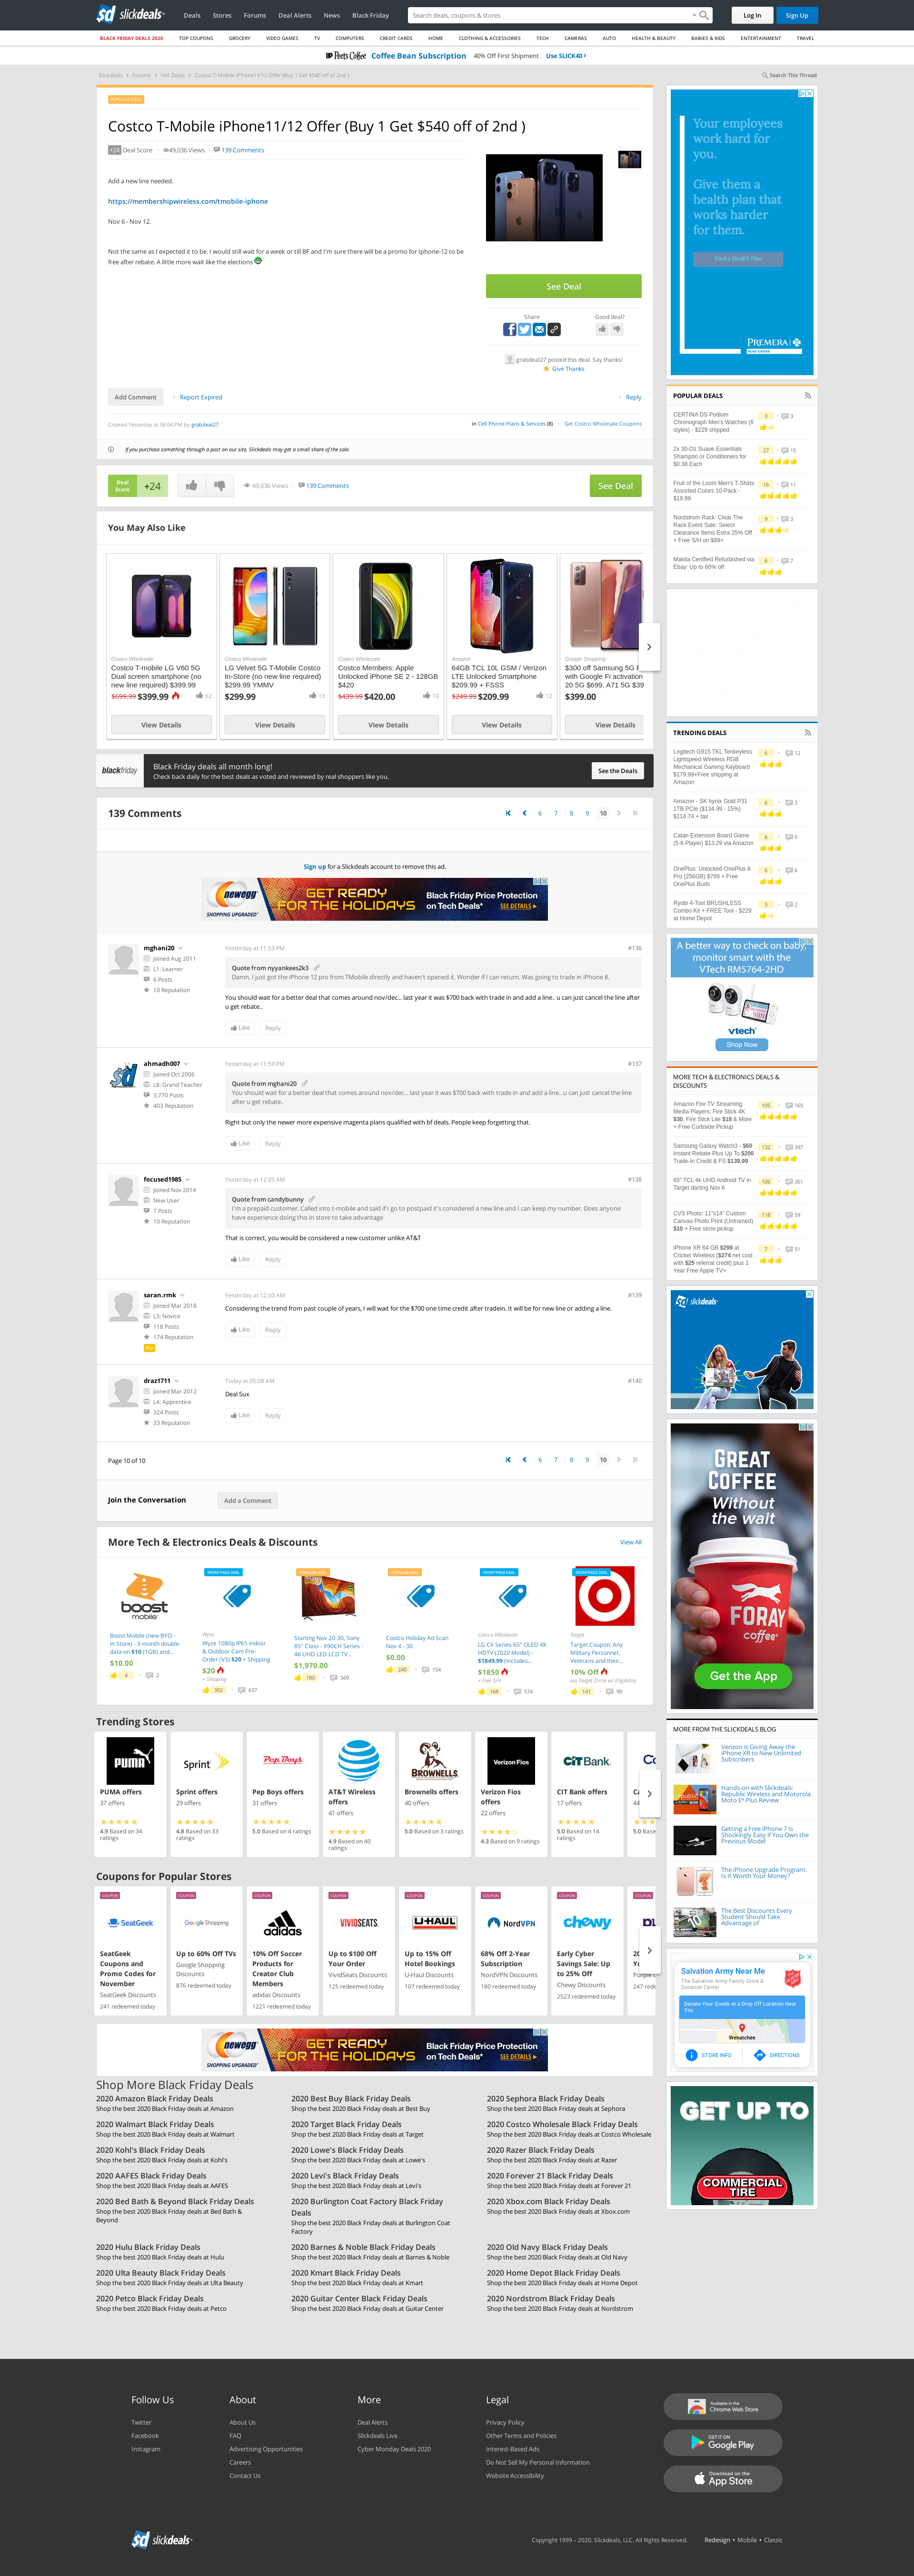 slickdeals
Deals Stores Forums Deal Alerts News Black Friday
Search deals, coupons & stores
Log In Sign Up
BLACK FRIDAY DEALS 2020 TOP COUPONS GROCERY VIDEO GAMES TV COMPUTERS CREDIT CARDS HOME CLOTHING & ACCESSORIES TECH CAMERAS AUTO HEALTH & BEAUTY BABIES & KIDS ENTERTAINMENT TRAVEL
Peet's Coffee Coffee Bean Subscription 40% Off First Shipment Use SLICK40
Slickdeals Forums Hot Deals Costco T-Mobile iPhone11/12 Offer (Buy 1 Get $540 off of 2nd )
Search This Thread
POPULAR DEAL
Costco T-Mobile iPhone11/12 Offer (Buy 1 Get $540 off of 2nd )
+24 Deal Score 49,036 Views 139 Comments
Add a new line needed.
https://membershipwireless.com/tmobile-iphone
Nov 6 - Nov 12.
Not the same as I expected it to be. I would still wait for a week or till BF and I'm sure there will be a promo for Iphone-12 to be
free after rebate. A little more wait like the elections
See Deal
Share Good deal?
grabdeal27 posted this deal. Say thanks!
Give Thanks
Add Comment Report Expired Reply
Created Yesterday at 06:04 PM by grabdeal27
in Cell Phone Plans & Services (8) Get Costco Wholesale Coupons
If you purchase something through a post on our site, Slickdeals may get a small share of the sale.
Deal
Score
+24
49,036 Views 139 Comments
See Deal
You May Also Like
Costco Wholesale
Costco T-mobile LG V60 5G
Dual screen smartphone (no
new line required) $399.99
$699.99 $399.99 62
View Details
Costco Wholesale
LG Velvet 5G T-Mobile Costco
In-Store (no new line required)
$299.99 YMMV
$299.99 13
View Details
Costco Wholesale
Costco Members: Apple
Unlocked iPhone SE 2 - 128GB
$420
$439.99 $420.00 10
View Details
Amazon
64GB TCL 10L GSM / Verizon
LTE Unlocked Smartphone
$209.99 + FSSS
$249.99 $209.99 12
View Details
Google Shopping
$300 off Samsung 5G F
with Google Fi activation
20 5G $699, A71 5G $39
$399.00
View Details
blackfriday
Black Friday deals all month long!
Check back daily for the best deals as voted and reviewed by real shoppers like you.
See the Deals
139 Comments
6 7 8 9 10
Sign up for a Slickdeals account to remove this ad.
newegg
SHOPPING UPGRADED
GET READY
FOR THE HOLIDAYS
Black Friday Price Protection
on Tech Deals*
SEE DETAILS
mghani20
Joined Aug 2011
L1: Learner
6 Posts
10 Reputation
Yesterday at 11:53 PM #136
Quote from nyyankees2k3
Damn, I just got the iPhone 12 pro from TMobile directly and haven't opened it. Wonder if I can return. Was going to trade in iPhone 8.
You should wait for a better deal that comes around nov/dec... last year it was $700 back with trade in and add a line.. u can just cancel the line after
u get rebate..
Like Reply
ahmadh007
Joined Oct 2006
L8: Grand Teacher
3,770 Posts
403 Reputation
Yesterday at 11:59 PM #137
Quote from mghani20
You should wait for a better deal that comes around nov/dec... last year it was $700 back with trade in and add a line.. u can just cancel the line
after u get rebate..
Right but only the newer more expensive magenta plans qualified with bf deals. People keep forgetting that.
Like Reply
focused1985
Joined Nov 2014
New User
7 Posts
10 Reputation
Yesterday at 12:35 AM #138
Quote from candybunny
I'm a prepaid customer. Called into t-mobile and said if I go to postpaid it's considered a new line and I can keep my number. Does anyone
have experience doing this in store to take advantage
That is correct, you would be considered a new customer unlike AT&T
Like Reply
saran.rmk
Joined Mar 2018
L3: Novice
118 Posts
174 Reputation
Pro
Yesterday at 12:50 AM #139
Considering the trend from past couple of years, I will wait for the $700 one time credit after tradein. It will be for new line or adding a line.
Like Reply
draz1711
Joined Mar 2012
L4: Apprentice
324 Posts
33 Reputation
Today at 05:08 AM #140
Deal Sux
Like Reply
Page 10 of 10
6 7 8 9 10
Join the Conversation Add a Comment
More Tech & Electronics Deals & Discounts View All
boost mobile
Boost Mobile (new BYO -
In Store) - 3-month double
data on $10 (1GB) and...
$10.00
4 2
FRONTPAGE DEAL
Wyze
Wyze 1080p IP65 Indoor
& Outdoor Cam Pre-
Order (V3) $20 + Shipping
$20
+ Shipping
302 637
POPULAR DEAL
Starting Nov 20-30, Sony
85" Class - X90CH Series -
4K UHD LED LCD TV...
$1,970.00
180 569
POPULAR DEAL
Costco Holiday Ad Scan
Nov 4 - 30
$0.00
240 154
FRONTPAGE DEAL
Costco Wholesale
LG CX Series 65" OLED 4K
HDTV (2020 Model) -
$1849.99 (Includes...
$1850
+ Free S/H
168 574
FRONTPAGE DEAL
Target
Target Coupon: Any
Military Personnel,
Veterans and their...
10% Off
via Target Circle w/ Eligibility
141 90
Trending Stores
PUMA
PUMA offers
37 offers
4.9 Based on 34
ratings
Sprint
Sprint offers
29 offers
4.8 Based on 33
ratings
Pep Boys
Pep Boys offers
31 offers
5.0 Based on 4 ratings
AT&T Wireless
offers
41 offers
4.9 Based on 40
ratings
BROWNELLS
Brownells offers
40 offers
5.0 Based on 3 ratings
Verizon Fios
Verizon Fios
offers
22 offers
4.3 Based on 9 ratings
CIT Bank
CIT Bank offers
17 offers
5.0 Based on 14
ratings
Coupons for Popular Stores
COUPON
SeatGeek
SeatGeek
Coupons and
Promo Codes for
November
SeatGeek Discounts
241 redeemed today
COUPON
Google Shopping
Up to 60% Off TVs
Google Shopping
Discounts
876 redeemed today
COUPON
adidas
10% Off Soccer
Products for
Creator Club
Members
adidas Discounts
1221 redeemed today
COUPON
VIVIDSEATS
Up to $100 Off
Your Order
VividSeats Discounts
125 redeemed today
COUPON
U-HAUL
Up to 15% Off
Hotel Bookings
U-Haul Discounts
107 redeemed today
COUPON
NordVPN
68% Off 2-Year
Subscription
NordVPN Discounts
180 redeemed today
COUPON
chewy
Early Cyber
Savings Sale: Up
to 25% Off
Chewy Discounts
2523 redeemed today
COUPON
newegg
SHOPPING UPGRADED
GET READY
FOR THE HOLIDAYS
Black Friday Price Protection
on Tech Deals*
SEE DETAILS
Shop More Black Friday Deals
2020 Amazon Black Friday Deals
Shop the best 2020 Black Friday deals at Amazon
2020 Best Buy Black Friday Deals
Shop the best 2020 Black Friday deals at Best Buy
2020 Sephora Black Friday Deals
Shop the best 2020 Black Friday deals at Sephora
2020 Walmart Black Friday Deals
Shop the best 2020 Black Friday deals at Walmart
2020 Target Black Friday Deals
Shop the best 2020 Black Friday deals at Target
2020 Costco Wholesale Black Friday Deals
Shop the best 2020 Black Friday deals at Costco Wholesale
2020 Kohl's Black Friday Deals
Shop the best 2020 Black Friday deals at Kohl's
2020 Lowe's Black Friday Deals
Shop the best 2020 Black Friday deals at Lowe's
2020 Razer Black Friday Deals
Shop the best 2020 Black Friday deals at Razer
2020 AAFES Black Friday Deals
Shop the best 2020 Black Friday deals at AAFES
2020 Levi's Black Friday Deals
Shop the best 2020 Black Friday deals at Levi's
2020 Forever 21 Black Friday Deals
Shop the best 2020 Black Friday deals at Forever 21
2020 Bed Bath & Beyond Black Friday Deals
Shop the best 2020 Black Friday deals at Bed Bath &
Beyond
2020 Burlington Coat Factory Black Friday
Deals
Shop the best 2020 Black Friday deals at Burlington Coat
Factory
2020 Xbox.com Black Friday Deals
Shop the best 2020 Black Friday deals at Xbox.com
2020 Hulu Black Friday Deals
Shop the best 2020 Black Friday deals at Hulu
2020 Barnes & Noble Black Friday Deals
Shop the best 2020 Black Friday deals at Barnes & Noble
2020 Old Navy Black Friday Deals
Shop the best 2020 Black Friday deals at Old Navy
2020 Ulta Beauty Black Friday Deals
Shop the best 2020 Black Friday deals at Ulta Beauty
2020 Kmart Black Friday Deals
Shop the best 2020 Black Friday deals at Kmart
2020 Home Depot Black Friday Deals
Shop the best 2020 Black Friday deals at Home Depot
2020 Petco Black Friday Deals
Shop the best 2020 Black Friday deals at Petco
2020 Guitar Center Black Friday Deals
Shop the best 2020 Black Friday deals at Guitar Center
2020 Nordstrom Black Friday Deals
Shop the best 2020 Black Friday deals at Nordstrom
Your employees
work hard for
you.
Give them a
health plan that
works harder
for them.
Find a Health Plan
PREMERA
BLUE CROSS
POPULAR DEALS
CERTINA DS Podium
Chronograph Men's Watches (6
styles) - $229 shipped
3 3
2x 30-Oz Suave Essentials
Shampoo or Conditioners for
$0.38 Each
27 15
Fruit of the Loom Men's T-Shirts
Assorted Colors 10-Pack -
$19.99
16 11
Nordstrom Rack: Clear The
Rack Event Sale: Select
Clearance Items Extra 25% Off
+ Free S/H on $89+
9 3
Makita Certified Refurbished via
Ebay: Up to 60% off
6 7
TRENDING DEALS
Logitech G915 TKL Tenkeyless
Lightspeed Wireless RGB
Mechanical Gaming Keyboard
$179.99+Free shipping at
Amazon
6 12
Amazon - SK hynix Gold P31
1TB PCIe ($134.99 - 15%)
$114.74 + tax
6 3
Catan Extension Board Game
(5-6 Player) $13.29 via Amazon
6 0
OnePlus: Unlocked OnePlus 8
Pro (256GB) $799 + Free
OnePlus Buds
6 6
Ryobi 4-Tool BRUSHLESS
Combo Kit + FREE Tool - $229
at Home Depot
3 2
A better way to check on baby,
monitor smart with the
VTech RM5764-2HD
vtech
Shop Now
MORE TECH & ELECTRONICS DEALS &
DISCOUNTS
Amazon Fire TV Streaming
Media Players: Fire Stick 4K
$30, Fire Stick Lite $18 & More
+ Free Curbside Pickup
105 165
Samsung Galaxy Watch3 - $60
Instant Rebate Plus Up To $200
Trade-In Credit & FS $139.99
132 397
65" TCL 4k UHD Android TV in
Target darting Nov 6
106 261
CVS Photo: 11"x14" Custom
Canvas Photo Print (Unframed)
$10 + Free store pickup
118 59
iPhone XR 64 GB $299 at
Cricket Wireless ($274 net cost
with $25 referral credit) plus 1
Year Free Apple TV+
7 51
slickdeals
GREAT
COFFEE
Without
the wait
FORAY
coffee
Get the App
MORE FROM THE SLICKDEALS BLOG
Verizon is Giving Away the
iPhone XR to New Unlimited
Subscribers
Hands-on with Slickdeals:
Republic Wireless and Motorola
Moto E⁴ Plus Review
Getting a Free iPhone 7 Is
Shockingly Easy if You Own the
Previous Model
The iPhone Upgrade Program:
Is It Worth Your Money?
The Best Discounts Every
Student Should Take
Advantage of
Salvation Army Near Me
The Salvation Army Family Store &
Donation Center
Donate Your Goods at a Drop Off Location Near
You
Wenatchee
STORE INFO DIRECTIONS
GET UP TO
COMMERCIAL
TIRE
Follow Us
Twitter
Facebook
Instagram
About
About Us
FAQ
Advertising Opportunities
Careers
Contact Us
More
Deal Alerts
Slickdeals Live
Cyber Monday Deals 2020
Legal
Privacy Policy
Other Terms and Policies
Interest-Based Ads
Do Not Sell My Personal Information
Website Accessibility
Available in the
Chrome Web Store
GET IT ON
Google Play
Download on the
App Store
slickdeals
Copyright 1999 – 2020. Slickdeals, LLC. All Rights Reserved. Redesign • Mobile • Classic